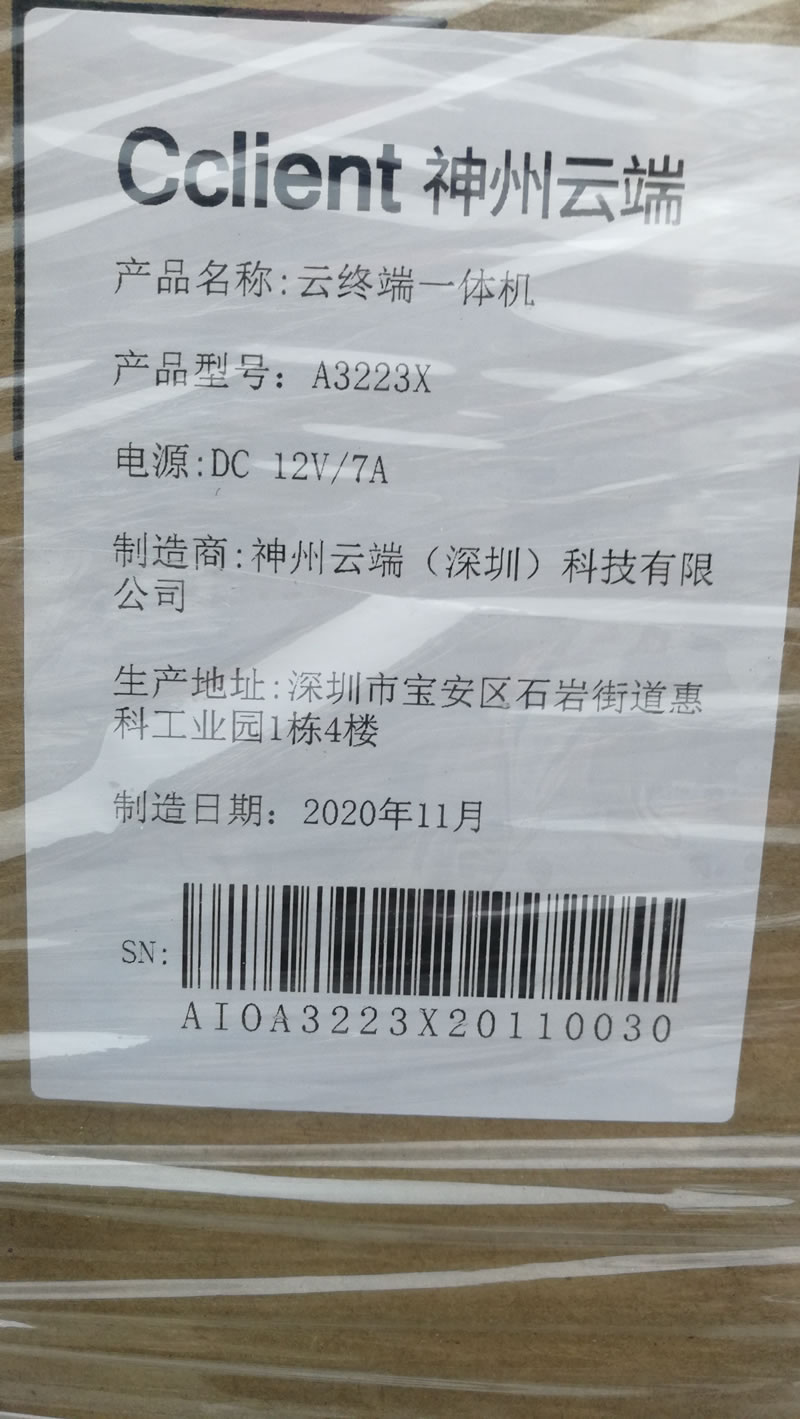 Cclient 神州云端
产品名称:云终端一体机
产品型号：A3223X
电源:DC 12V/7A
制造商:神州云端（深圳）科技有限
公司
生产地址:深圳市宝安区石岩街道惠
科工业园1栋4楼
制造日期：2020年11月
SN:
AIOA3223X20110030